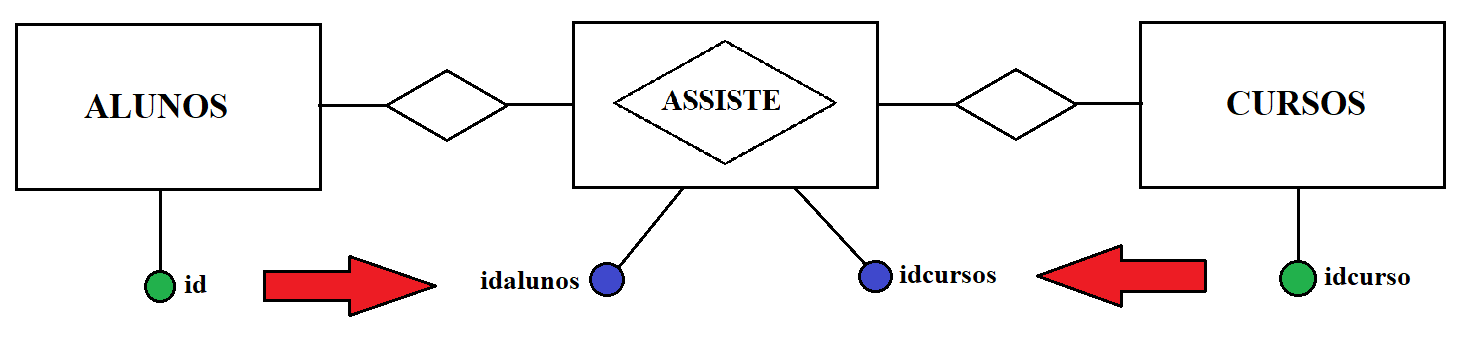 ALUNOS
ASSISTE
CURSOS
id
idalunos
idcursos
idcurso